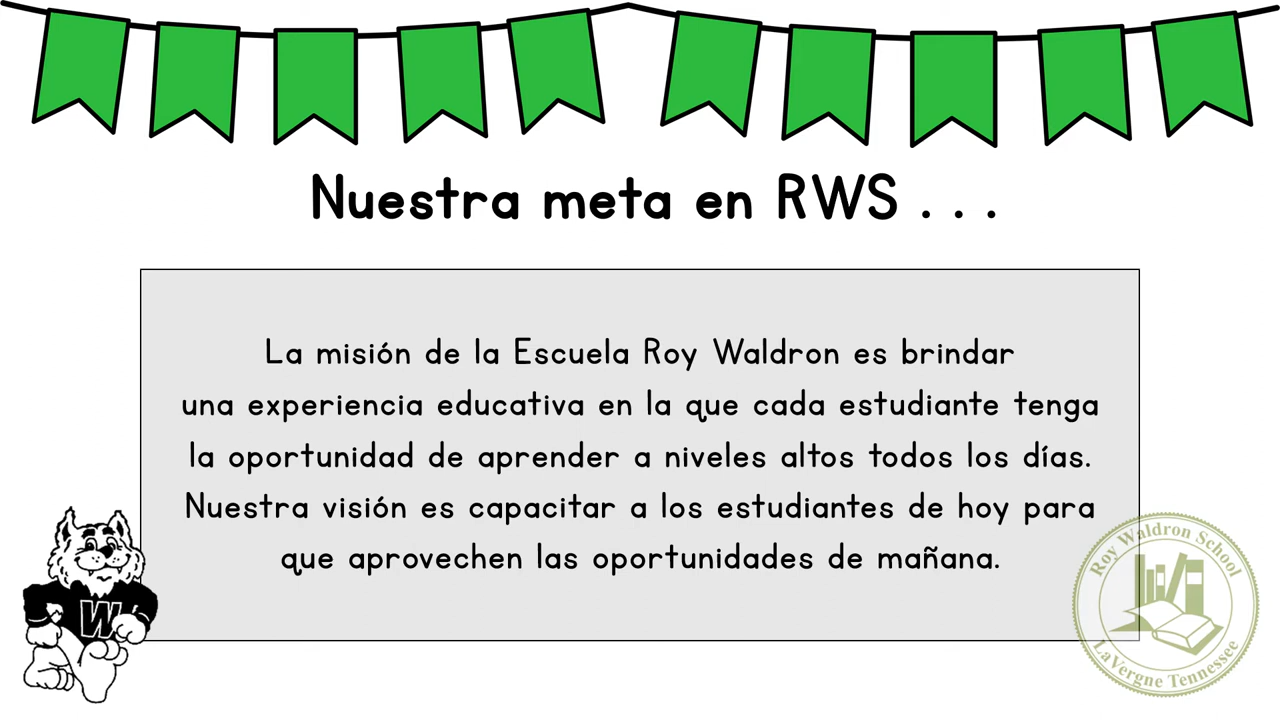 Nuestra meta en RWS . . .
La misión de la Escuela Roy Waldron es brindar
una experiencia educativa en la que cada estudiante tenga
la oportunidad de aprender a niveles altos todos los días.
Nuestra visión es capacitar a los estudiantes de hoy para
que aprovechen las oportunidades de mañana.
W
Roy Waldron School
LaVergne Tennessee